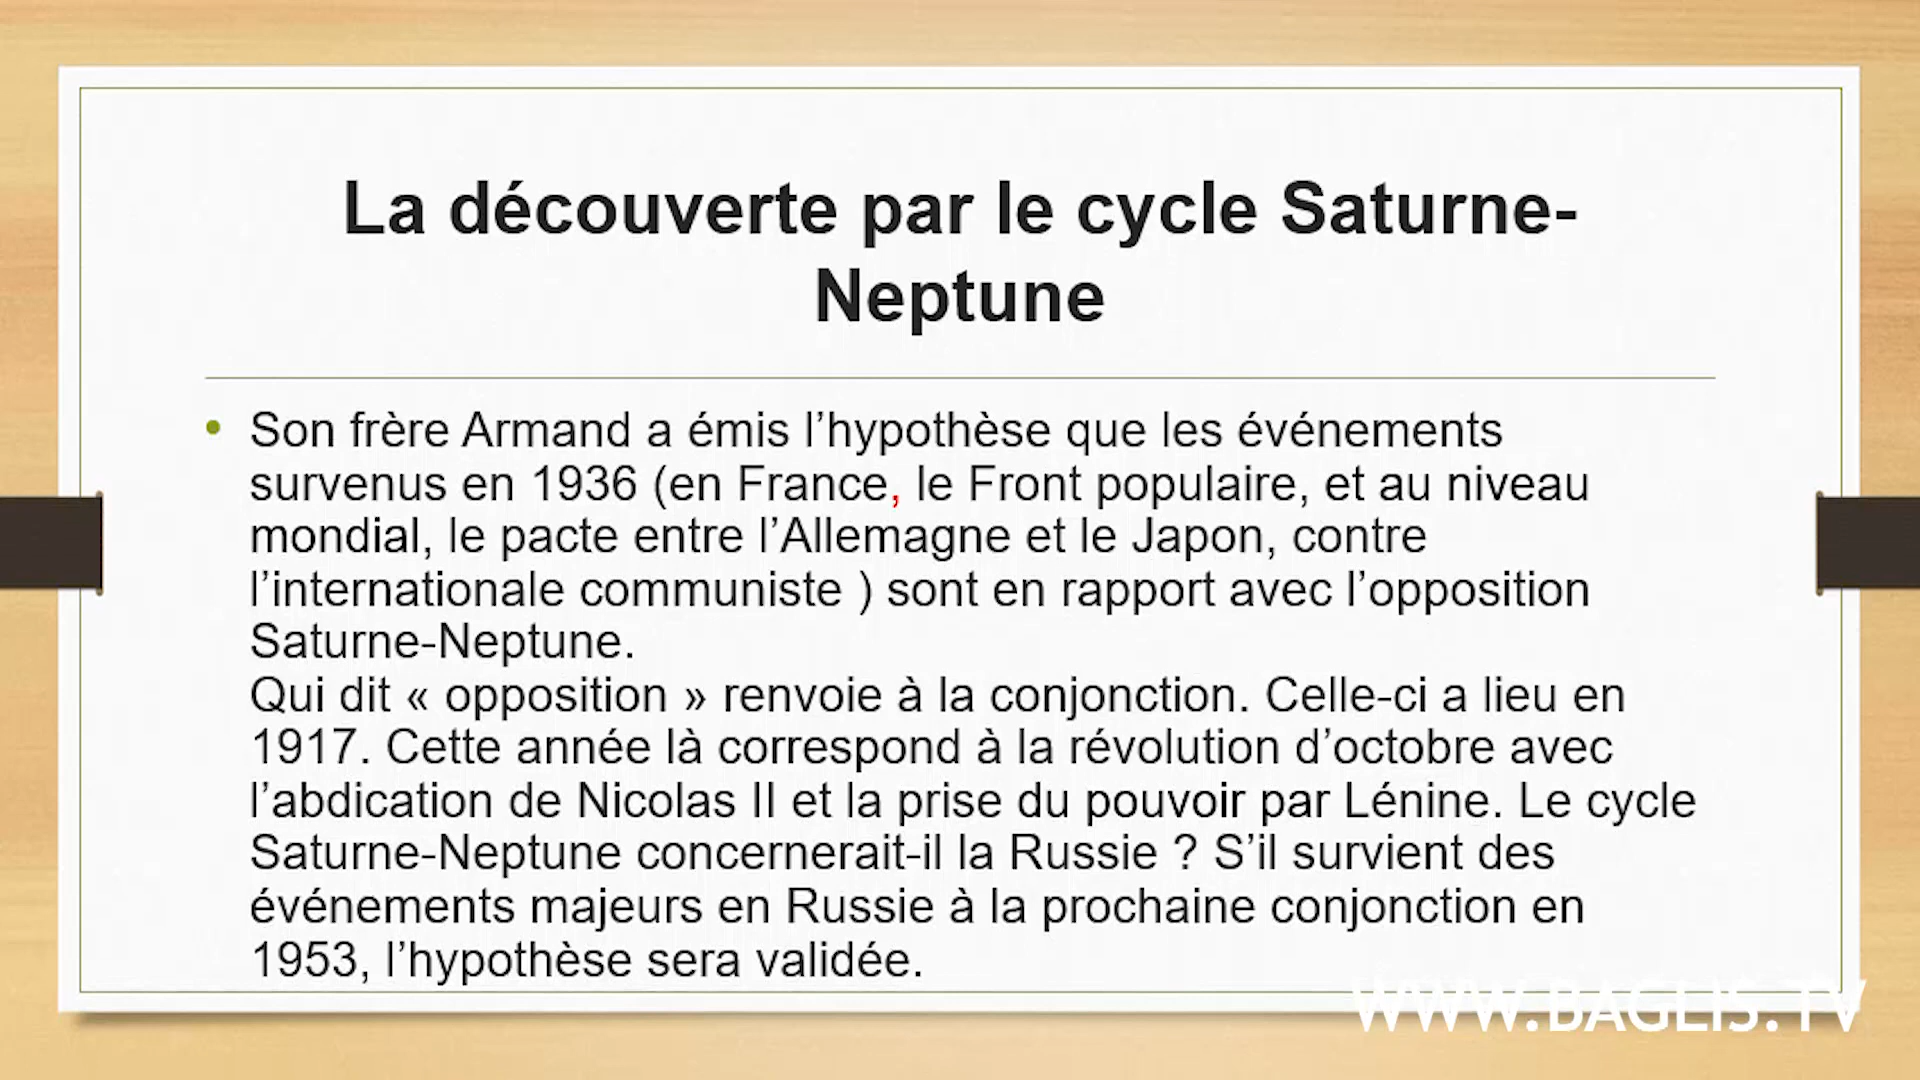 La découverte par le cycle Saturne-
Neptune
• Son frère Armand a émis l’hypothèse que les événements
survenus en 1936 (en France, le Front populaire, et au niveau
mondial, le pacte entre l’Allemagne et le Japon, contre
l’internationale communiste ) sont en rapport avec l’opposition
Saturne-Neptune.
Qui dit « opposition » renvoie à la conjonction. Celle-ci a lieu en
1917. Cette année là correspond à la révolution d’octobre avec
l’abdication de Nicolas II et la prise du pouvoir par Lénine. Le cycle
Saturne-Neptune concernerait-il la Russie ? S’il survient des
événements majeurs en Russie à la prochaine conjonction en
1953, l’hypothèse sera validée.
WWW.BAGLIS.TV